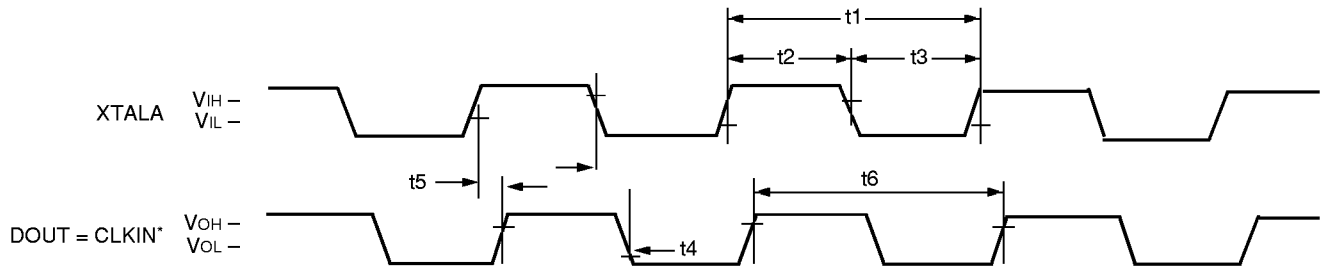 t1
t2
t3
XTALA
VIH –
VIL –
t5
t6
DOUT = CLKIN*
VOH –
VOL –
t4